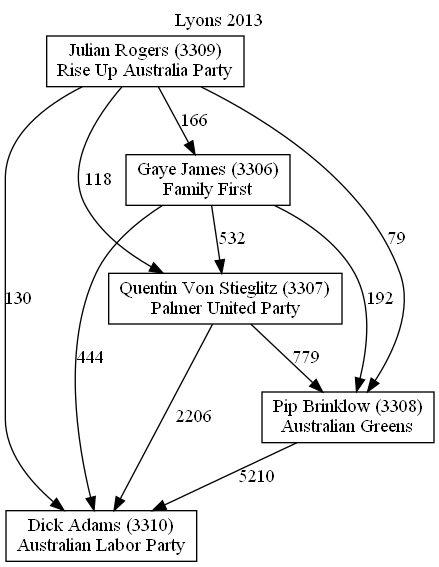 Lyons 2013
Julian Rogers (3309)
Rise Up Australia Party
166
Gaye James (3306)
Family First
118
532
79
Quentin Von Stieglitz (3307)
Palmer United Party
130
192
444
779
Pip Brinklow (3308)
Australian Greens
2206
5210
Dick Adams (3310)
Australian Labor Party